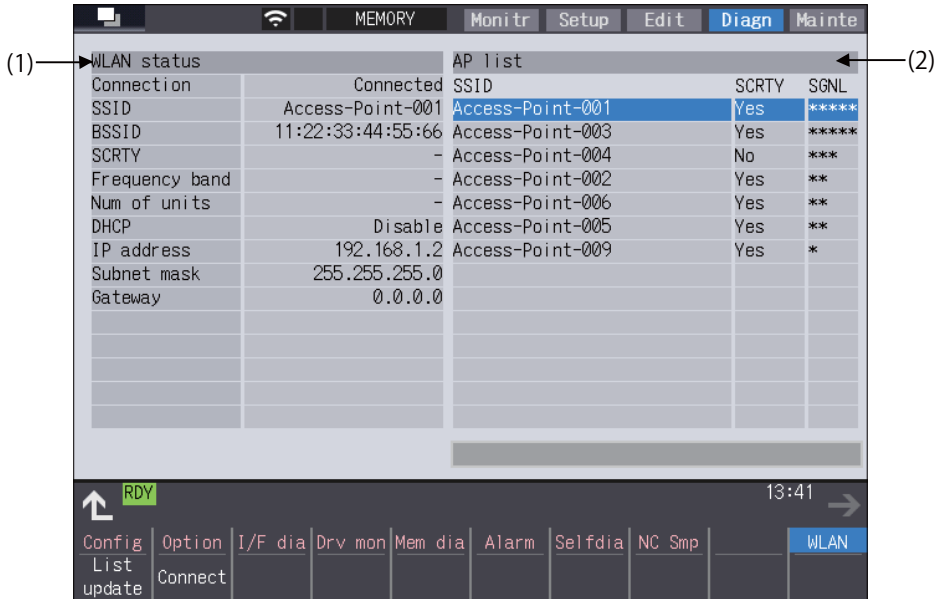 MEMORY Monitr Setup Edit Diagn Mainte
(1) WLAN status AP list (2)
Connection Connected SSID SCRTY SGNL
SSID Access-Point-001 Access-Point-001 Yes *****
BSSID 11:22:33:44:55:66 Access-Point-003 Yes *****
SCRTY - Access-Point-004 No ***
Frequency band - Access-Point-002 Yes **
Num of units - Access-Point-006 Yes **
DHCP Disable Access-Point-005 Yes **
IP address 192.168.1.2 Access-Point-009 Yes *
Subnet mask 255.255.255.0
Gateway 0.0.0.0
RDY 13:41
Config Option I/F dia Drv mon Mem dia Alarm Selfdia NC Smp WLAN
List update Connect